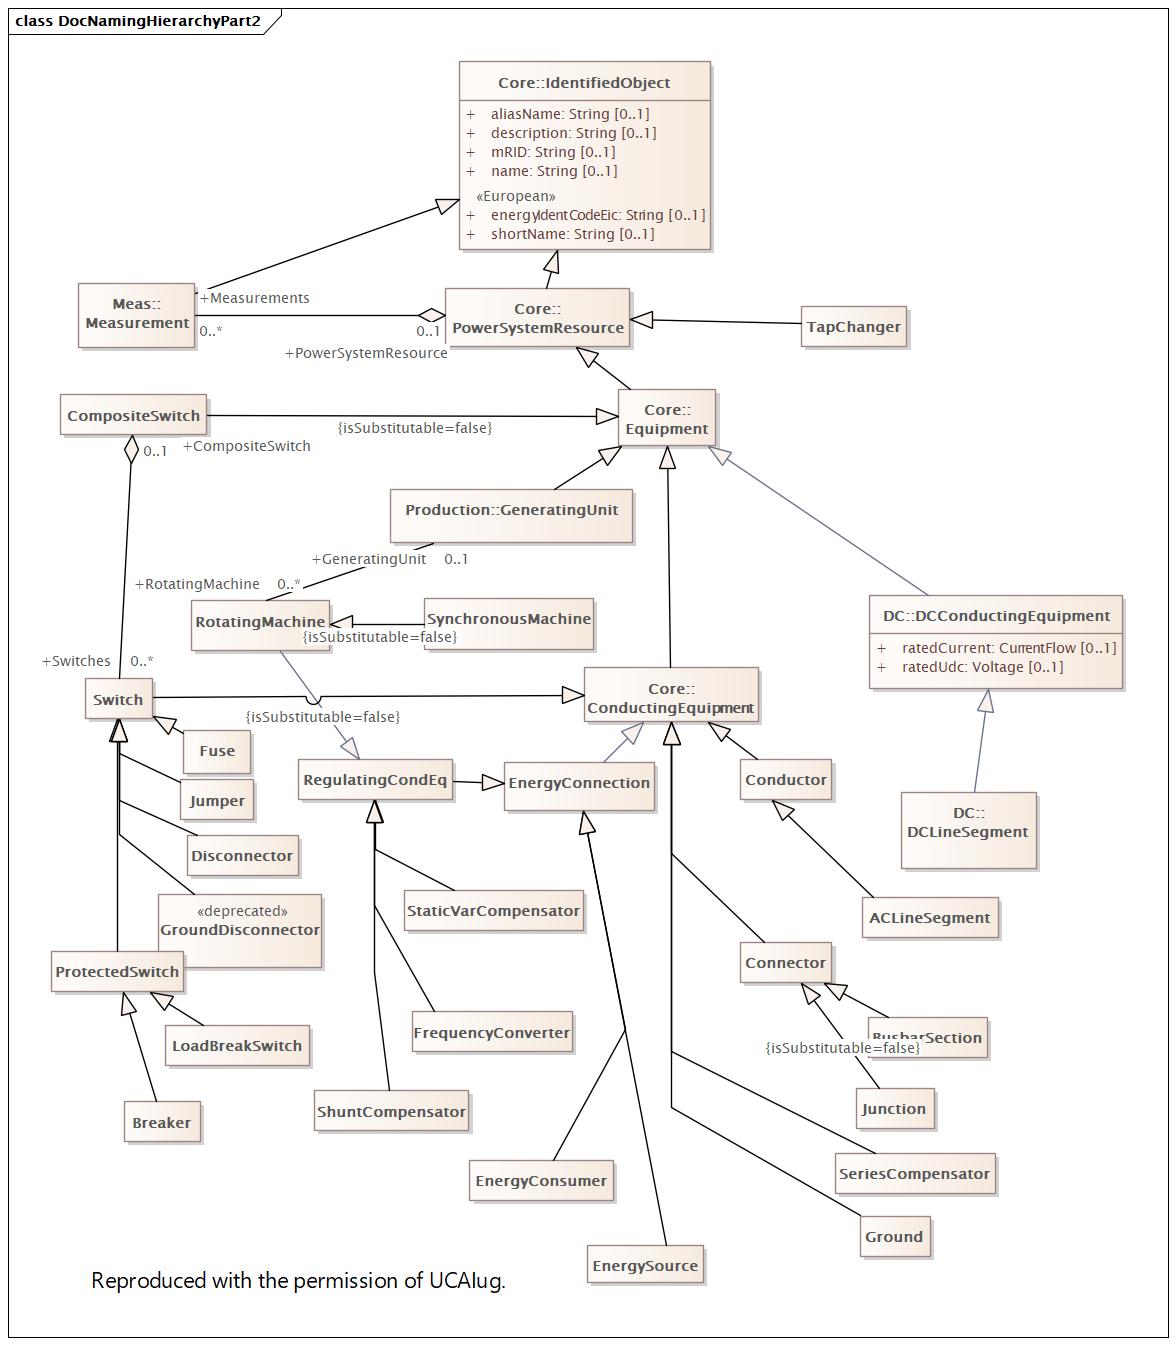 class DocNamingHierarchyPart2
Core::IdentifiedObject
+ aliasName: String [0..1]
+ description: String [0..1]
+ mRID: String [0..1]
+ name: String [0..1]
«European»
+ energyIdentCodeEic: String [0..1]
+ shortName: String [0..1]
Meas::
Measurement
+Measurements
0..*
0..1
+PowerSystemResource
Core::
PowerSystemResource
TapChanger
CompositeSwitch
{isSubstitutable=false}
0..1
+CompositeSwitch
Core::
Equipment
Production::GeneratingUnit
+GeneratingUnit
0..1
+RotatingMachine
0..*
RotatingMachine
SynchronousMachine
{isSubstitutable=false}
DC::DCConductingEquipment
+ ratedCurrent: CurrentFlow [0..1]
+ ratedUdc: Voltage [0..1]
+Switches
0..*
Switch
Core::
ConductingEquipment
{isSubstitutable=false}
Fuse
RegulatingCondEq
EnergyConnection
Conductor
Jumper
DC::
DCLineSegment
Disconnector
«deprecated»
GroundDisconnector
StaticVarCompensator
ACLineSegment
ProtectedSwitch
Connector
LoadBreakSwitch
FrequencyConverter
BusbarSection
{isSubstitutable=false}
Breaker
ShuntCompensator
Junction
EnergyConsumer
SeriesCompensator
Ground
EnergySource
Reproduced with the permission of UCAIug.